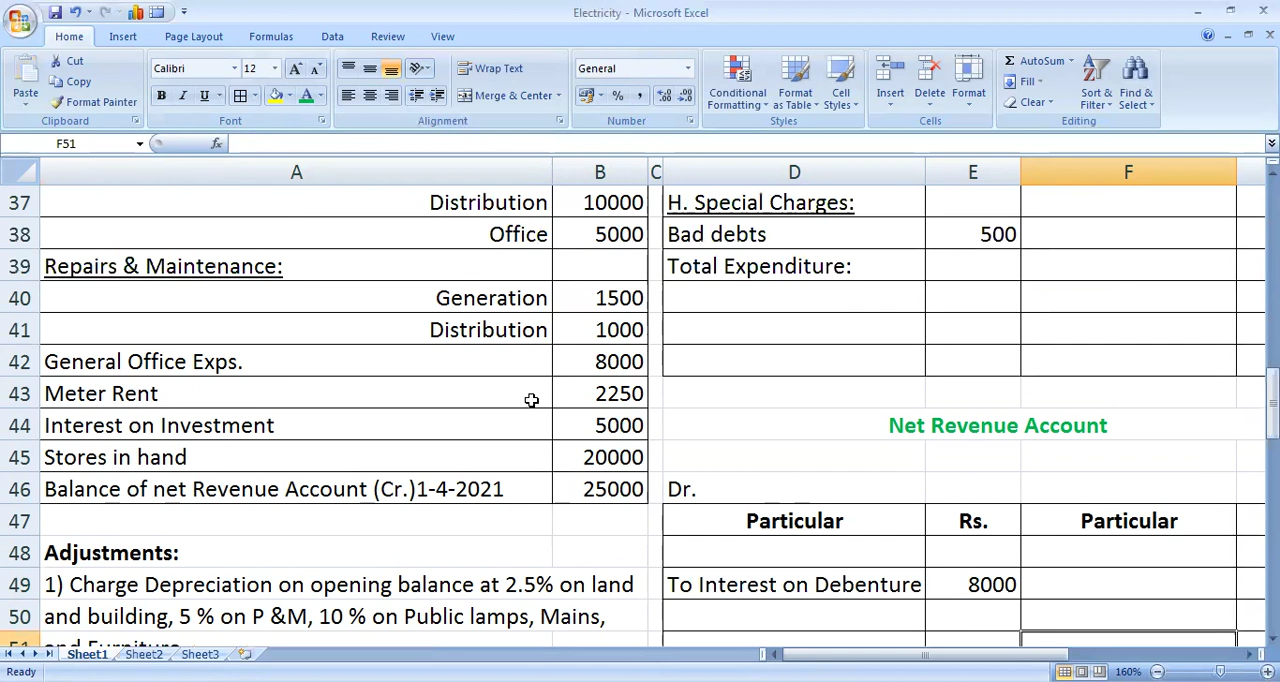 Electricity - Microsoft Excel
Home Insert Page Layout Formulas Data Review View
Cut
Copy
Format Painter
Paste
Clipboard
Calibri 12
B I U
Font
Wrap Text
Merge & Center
Alignment
General
% ,
Number
Conditional Formatting
Format as Table
Cell Styles
Styles
Insert Delete Format
Cells
Σ AutoSum
Fill
Clear
Sort & Filter
Find & Select
Editing
F51 fx
A B C D E F
37 Distribution 10000 H. Special Charges:
38 Office 5000 Bad debts 500
39 Repairs & Maintenance: Total Expenditure:
40 Generation 1500
41 Distribution 1000
42 General Office Exps. 8000
43 Meter Rent 2250
44 Interest on Investment 5000 Net Revenue Account
45 Stores in hand 20000
46 Balance of net Revenue Account (Cr.)1-4-2021 25000 Dr.
47 Particular Rs. Particular
48 Adjustments:
49 1) Charge Depreciation on opening balance at 2.5% on land To Interest on Debenture 8000
50 and building, 5 % on P &M, 10 % on Public lamps, Mains,
51 and Furniture
Sheet1 Sheet2 Sheet3
Ready 160%